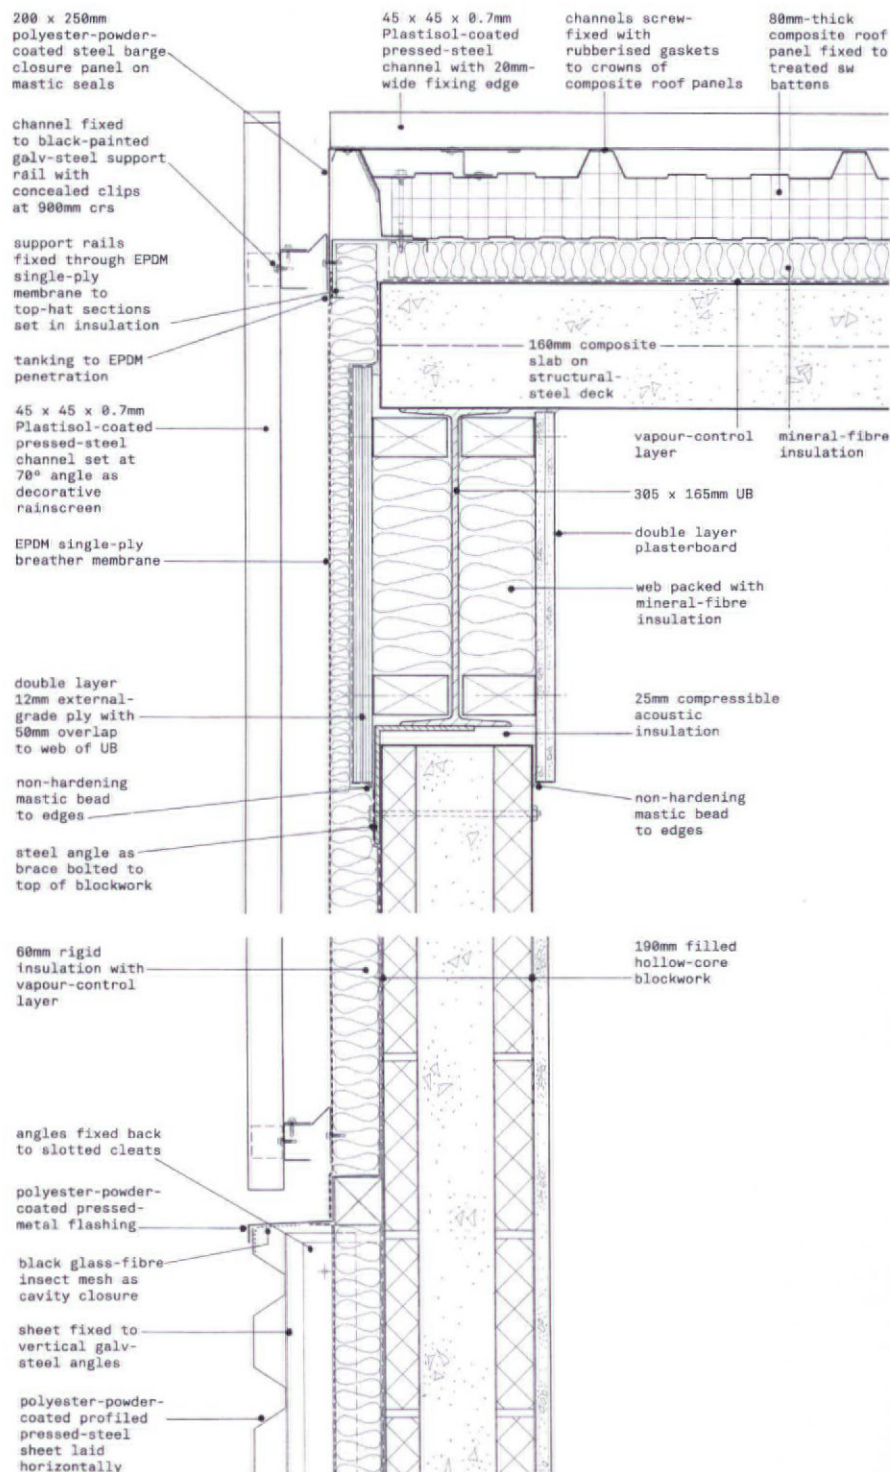 200 x 250mm
polyester-powder-
coated steel barge
closure panel on
mastic seals
45 x 45 x 0.7mm
Plastisol-coated
pressed-steel
channel with 20mm-
wide fixing edge
channels screw-
fixed with
rubberised gaskets
to crowns of
composite roof panels
80mm-thick
composite roof
panel fixed to
treated sw
battens
channel fixed
to black-painted
galv-steel support
rail with
concealed clips
at 900mm crs
support rails
fixed through EPDM
single-ply
membrane to
top-hat sections
set in insulation
tanking to EPDM
penetration
160mm composite
slab on
structural-
steel deck
45 x 45 x 0.7mm
Plastisol-coated
pressed-steel
channel set at
70° angle as
decorative
rainscreen
vapour-control
layer
mineral-fibre
insulation
305 x 165mm UB
double layer
plasterboard
EPDM single-ply
breather membrane
web packed with
mineral-fibre
insulation
double layer
12mm external-
grade ply with
50mm overlap
to web of UB
25mm compressible
acoustic
insulation
non-hardening
mastic bead
to edges
non-hardening
mastic bead
to edges
steel angle as
brace bolted to
top of blockwork
60mm rigid
insulation with
vapour-control
layer
190mm filled
hollow-core
blockwork
angles fixed back
to slotted cleats
polyester-powder-
coated pressed-
metal flashing
black glass-fibre
insect mesh as
cavity closure
sheet fixed to
vertical galv-
steel angles
polyester-powder-
coated profiled
pressed-steel
sheet laid
horizontally